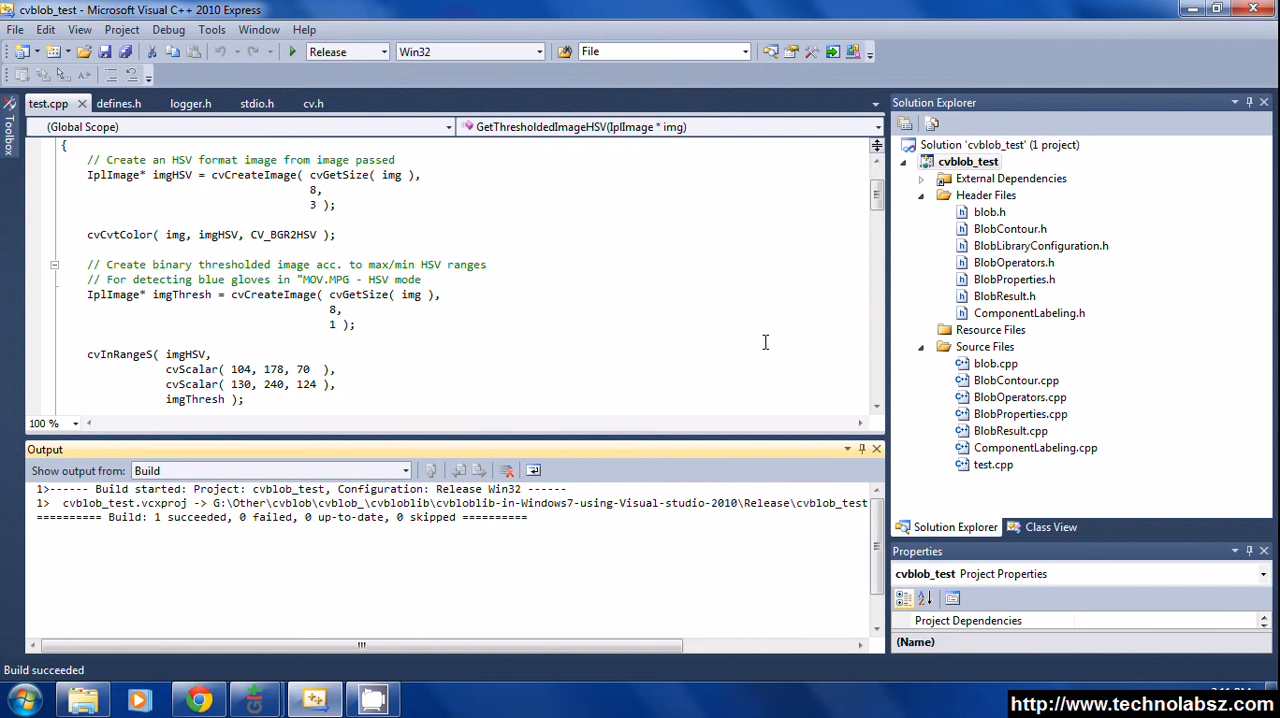 cvblob_test - Microsoft Visual C++ 2010 Express
File Edit View Project Debug Tools Window Help
Release Win32 File
test.cpp defines.h logger.h stdio.h cv.h
Toolbox
(Global Scope) GetThresholdedImageHSV(IplImage * img)
{
// Create an HSV format image from image passed
IplImage* imgHSV = cvCreateImage( cvGetSize( img ),
8,
3 );
cvCvtColor( img, imgHSV, CV_BGR2HSV );
// Create binary thresholded image acc. to max/min HSV ranges
// For detecting blue gloves in "MOV.MPG - HSV mode
IplImage* imgThresh = cvCreateImage( cvGetSize( img ),
8,
1 );
cvInRangeS( imgHSV,
cvScalar( 104, 178, 70 ),
cvScalar( 130, 240, 124 ),
imgThresh );
100 %
Output
Show output from: Build
1>------ Build started: Project: cvblob_test, Configuration: Release Win32 ------
1> cvblob_test.vcxproj -> G:\Other\cvblob\cvblob_\cvbloblib\cvbloblib-in-Windows7-using-Visual-studio-2010\Release\cvblob_test
========== Build: 1 succeeded, 0 failed, 0 up-to-date, 0 skipped ==========
Solution Explorer
Solution 'cvblob_test' (1 project)
cvblob_test
External Dependencies
Header Files
blob.h
BlobContour.h
BlobLibraryConfiguration.h
BlobOperators.h
BlobProperties.h
BlobResult.h
ComponentLabeling.h
Resource Files
Source Files
blob.cpp
BlobContour.cpp
BlobOperators.cpp
BlobProperties.cpp
BlobResult.cpp
ComponentLabeling.cpp
test.cpp
Solution Explorer Class View
Properties
cvblob_test Project Properties
Project Dependencies
(Name)
Build succeeded
http://www.technolabsz.com